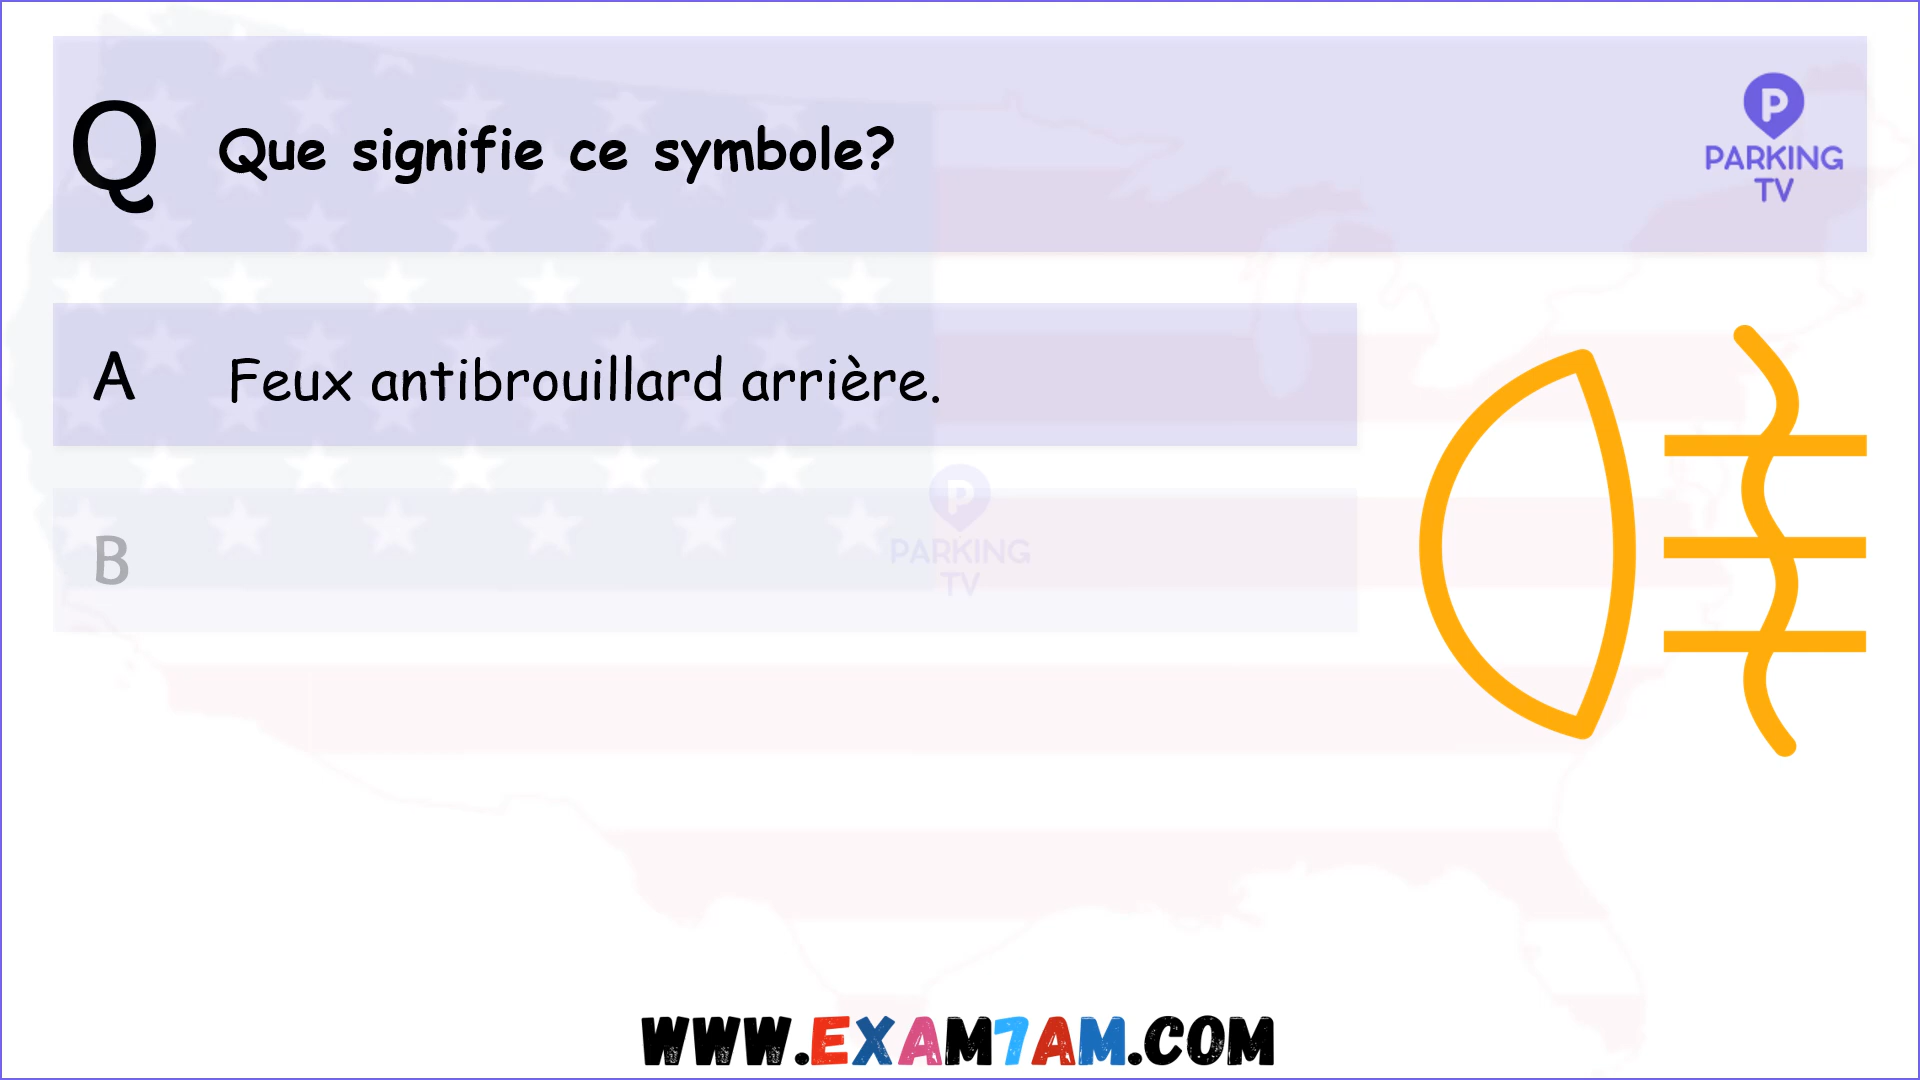 Q Que signifie ce symbole?
P
PARKING
TV
A Feux antibrouillard arrière.
B
P
PARKING
TV
WWW.EXAM7AM.COM